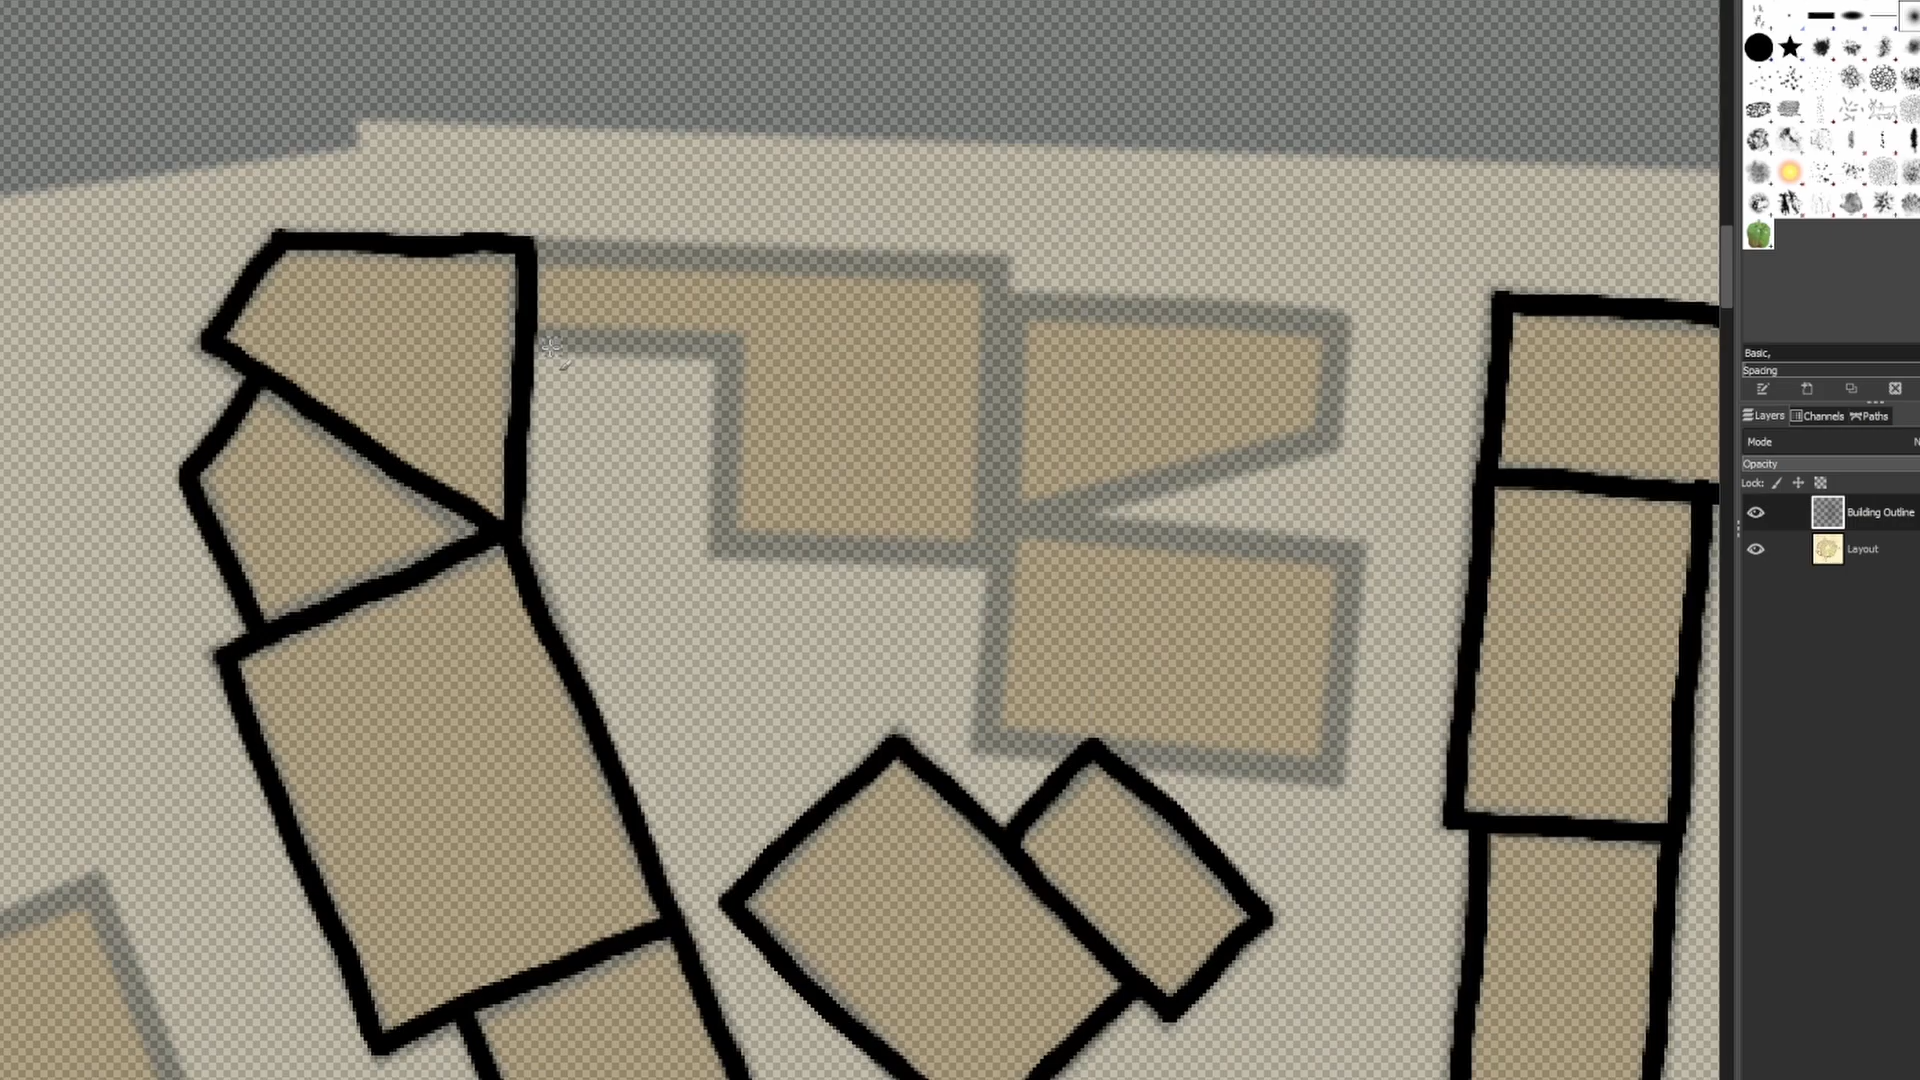 Basic,
Spacing
Layers Channels Paths
Mode N
Opacity
Lock:
Building Outline
Layout